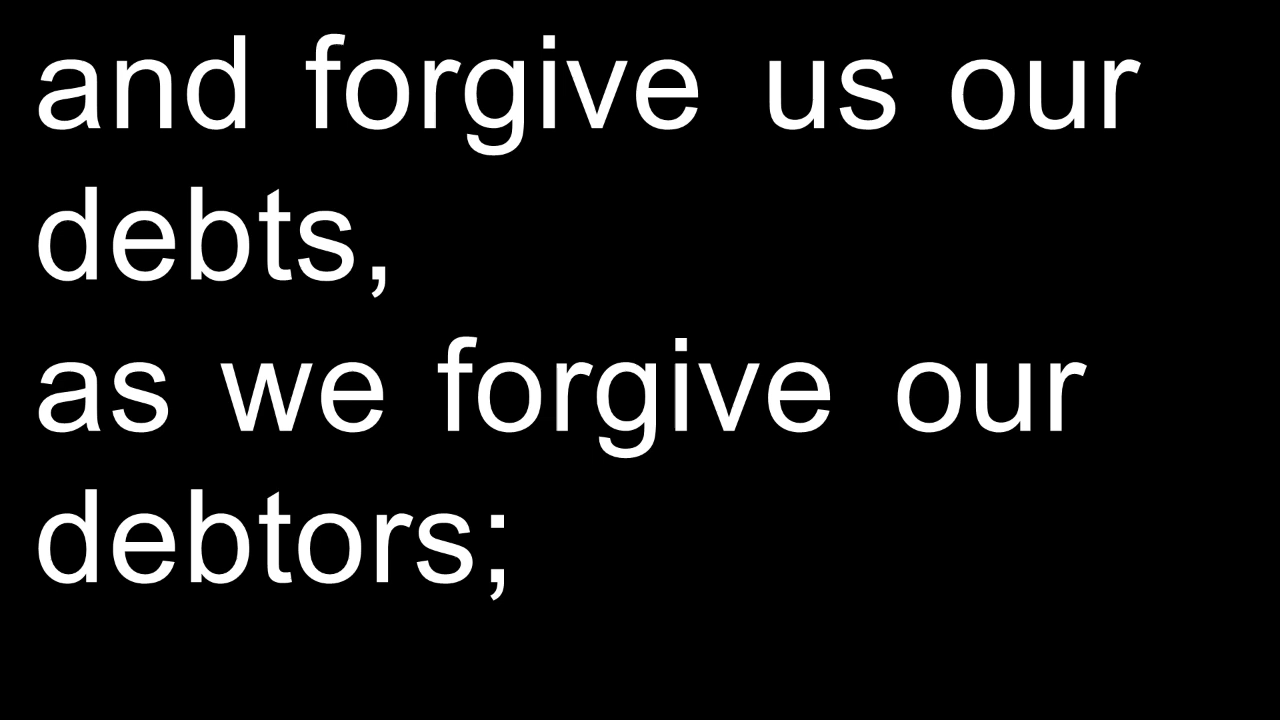 and forgive us our
debts,
as we forgive our
debtors;